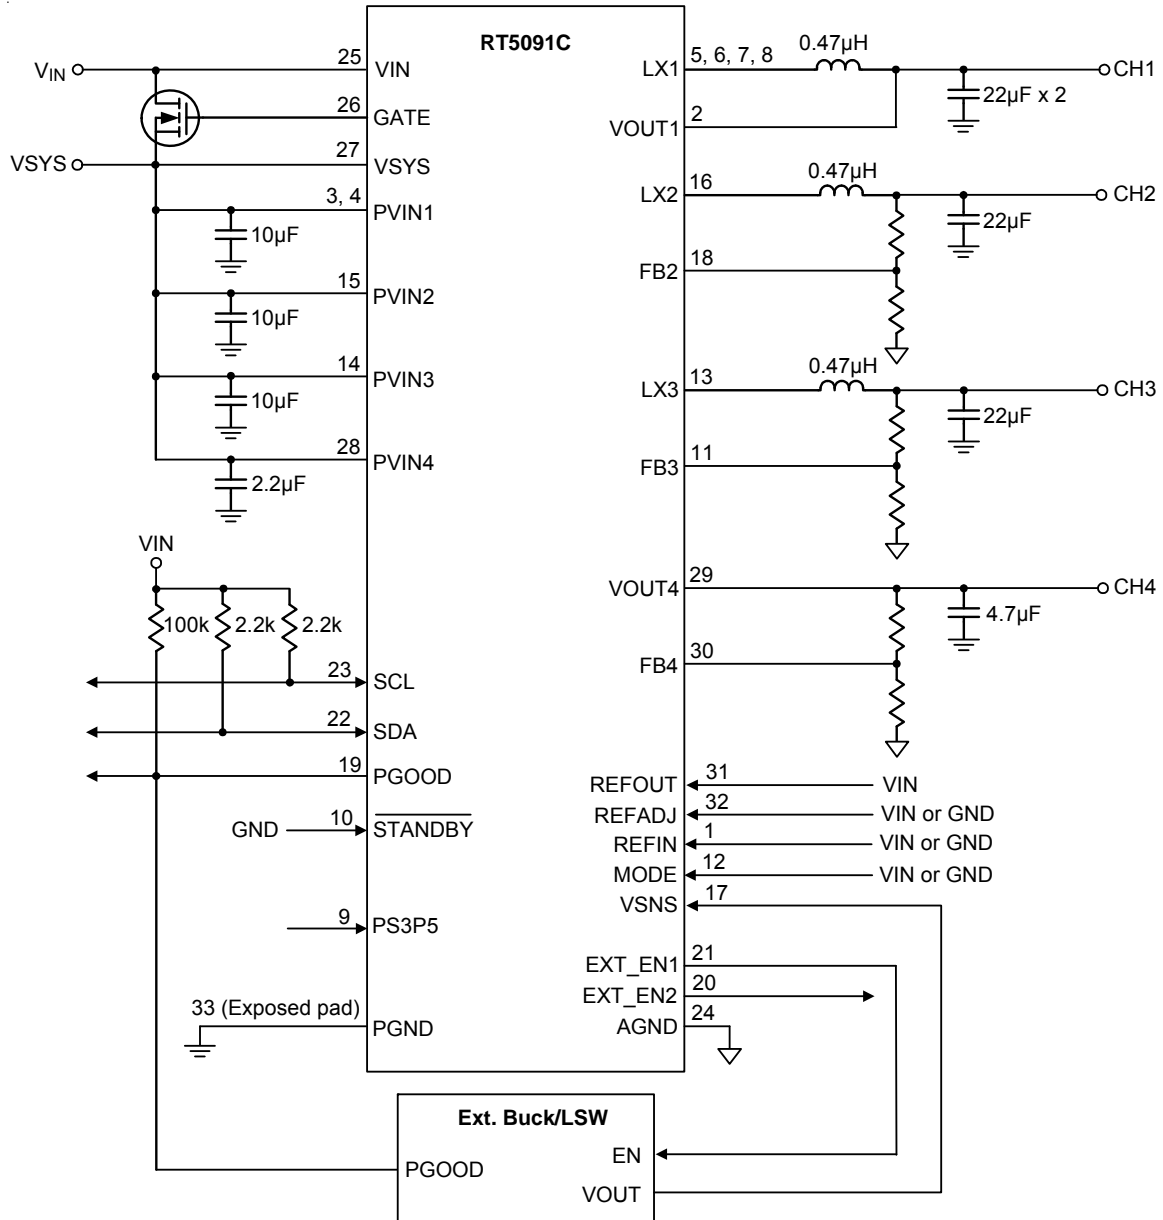 RT5091C
V_IN
25
VIN
26
GATE
VSYS
27
VSYS
3, 4
PVIN1
10µF
15
PVIN2
10µF
14
PVIN3
10µF
28
PVIN4
2.2µF
VIN
100k
2.2k
2.2k
23
SCL
22
SDA
19
PGOOD
GND
10
STANDBY
9
PS3P5
33 (Exposed pad)
PGND
LX1
5, 6, 7, 8
0.47µH
CH1
22µF x 2
VOUT1
2
LX2
16
0.47µH
CH2
22µF
FB2
18
LX3
13
0.47µH
CH3
22µF
FB3
11
VOUT4
29
CH4
4.7µF
FB4
30
REFOUT
31
VIN
REFADJ
32
VIN or GND
REFIN
1
VIN or GND
MODE
12
VIN or GND
VSNS
17
EXT_EN1
21
EXT_EN2
20
AGND
24
Ext. Buck/LSW
PGOOD
EN
VOUT